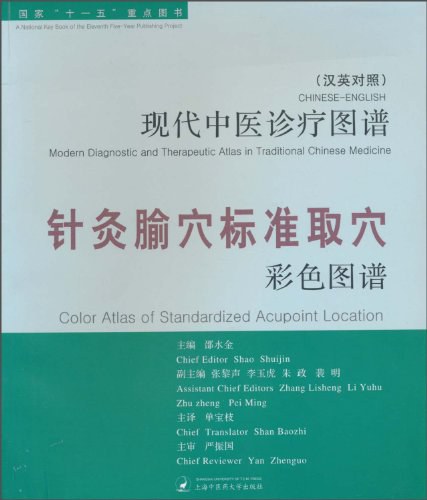 国家“十一五”重点图书
A National Key Book of the Eleventh Five-Year Publishing Project
（汉英对照）
CHINESE-ENGLISH
现代中医诊疗图谱
Modern Diagnostic and Therapeutic Atlas in Traditional Chinese Medicine
针灸腧穴标准取穴
彩色图谱
Color Atlas of Standardized Acupoint Location
主编 邵水金
Chief Editor Shao Shuijin
副主编 张黎声 李玉虎 朱 政 裴 明
Assistant Chief Editors Zhang Lisheng Li Yuhu
Zhu zheng Pei Ming
主译 单宝枝
Chief Translator Shan Baozhi
主审 严振国
Chief Reviewer Yan Zhenguo
上海中医药大学出版社